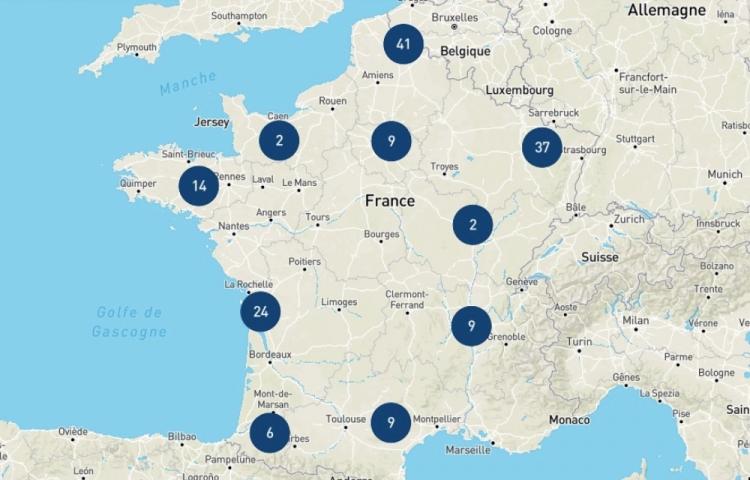 Southampton
Bruxelles
Allemagne
Iéna
Plymouth
41
Belgique
Cologne
Manche
Amiens
Luxembourg
Francfort-
sur-le-Main
Rouen
Jersey
Caen
Sarrebruck
Ratisb
2
9
37
Stuttgart
Saint-Brieuc
trasbourg
Troyes
Quimper
14
Rennes
Laval
Le Mans
Munich
France
Angers
Tours
Bâle
Zurich
Innsbruck
Nantes
Bourges
2
Suisse
Poitiers
Bolzano
La Rochelle
Genève
Trente
Golfe de
Gascogne
24
Limoges
Clermont-
Ferrand
Aoste
Milan
Vérone
Ve
9
Grenoble
Turin
Bordeaux
Parme
Bologne
Gênes
Mont-de-
Marsan
La Spezia
Toulouse
9
Montpellier
Monaco
Pise
Sain
6
rbes
Oviédo
Bilbao
Marseille
Pampelune
León
Logroño
Andorre